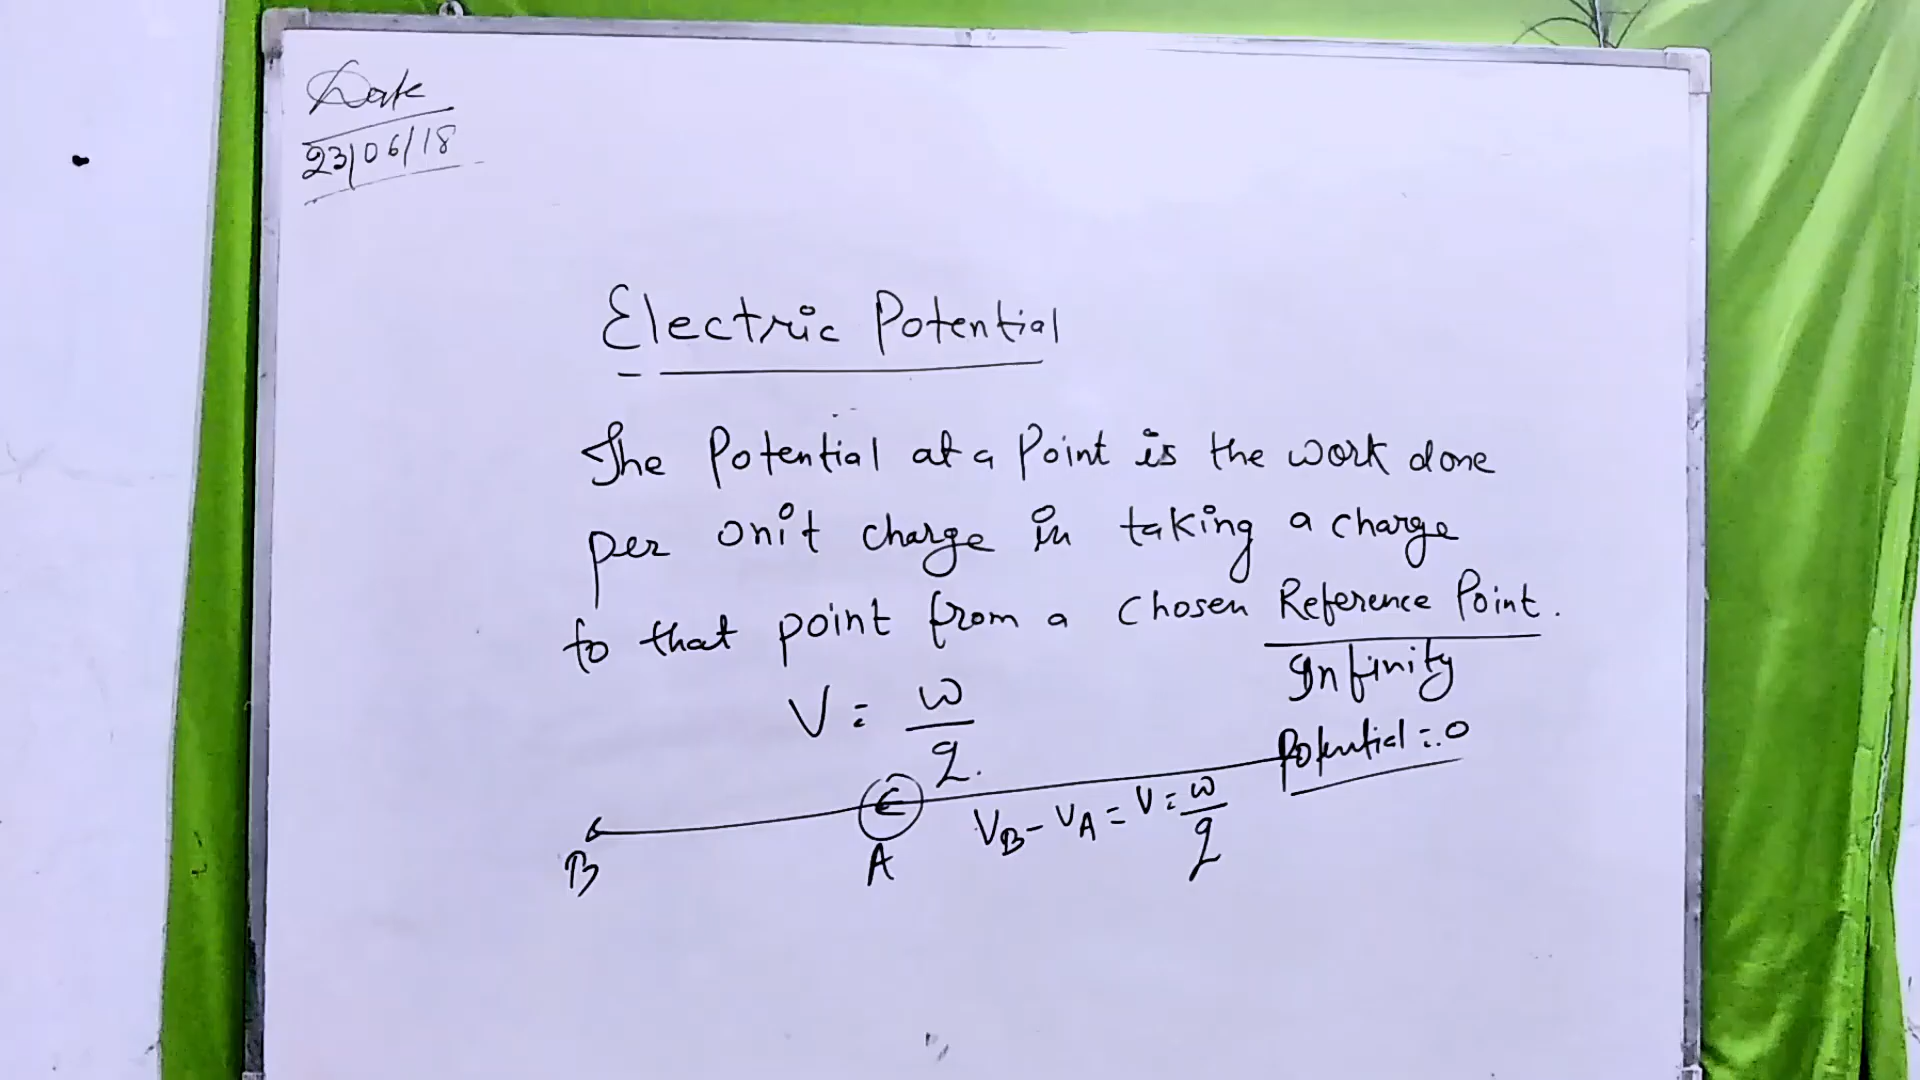 Date
23/06/18
Electric Potential
The Potential at a Point is the work done
per onit charge in taking a charge
to that point from a chosen Reference Point.
Infinity
V = w/q.
Potential = 0
VB - VA = V = w/q
B
A